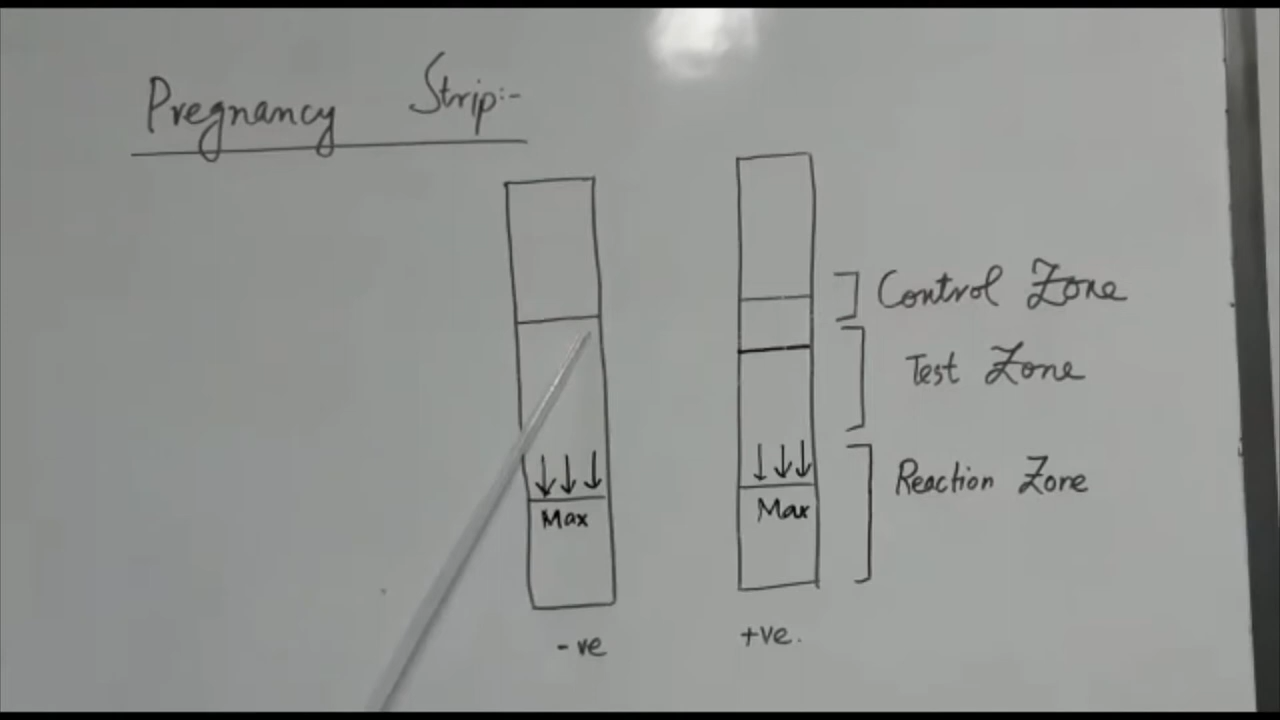 Pregnancy Strip:-
Control Zone
Test Zone
Reaction Zone
Max
Max
-ve
+ve.